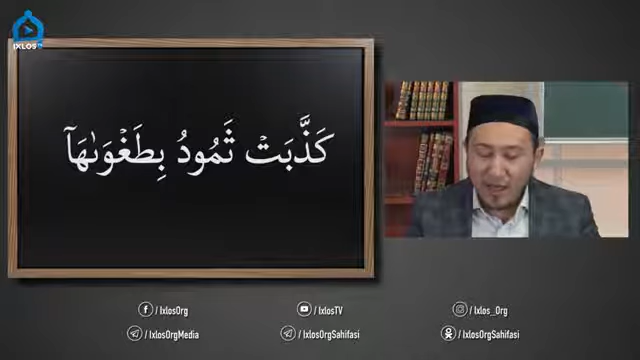 IXLOS
كَذَّبَتْ ثَمُودُ بِطَغْوَىٰهَآ
/ IxlosOrg
/ IxlosTV
/ Ixlos_Org
/ IxlosOrgMedia
/ IxlosOrgSahifasi
/ IxlosOrgSahifasi